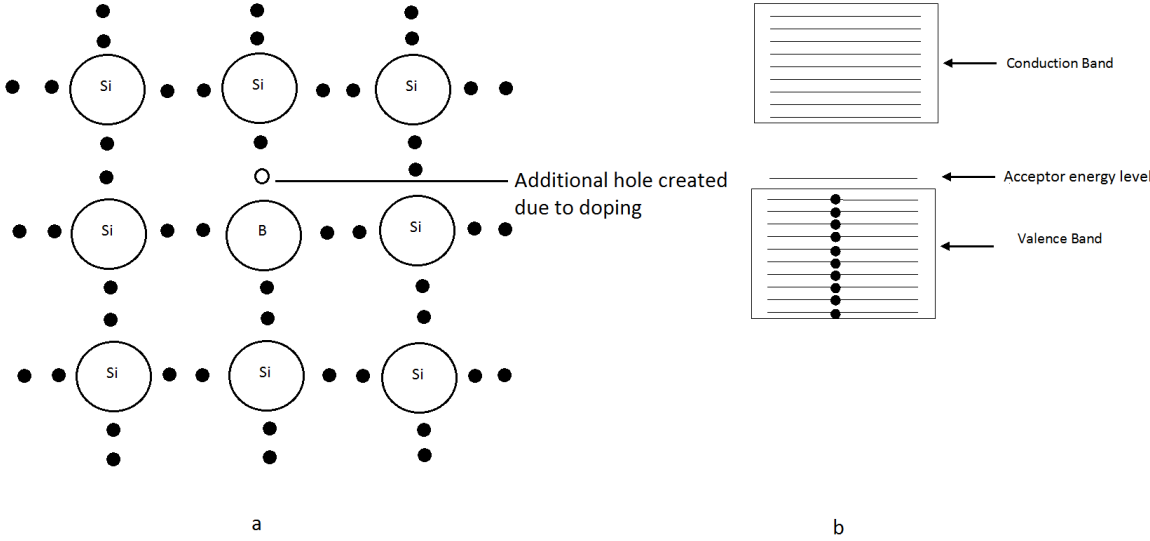 Si
Si
Si
Conduction Band
Additional hole created
due to doping
Acceptor energy level
Si
B
Si
Valence Band
Si
Si
Si
a
b